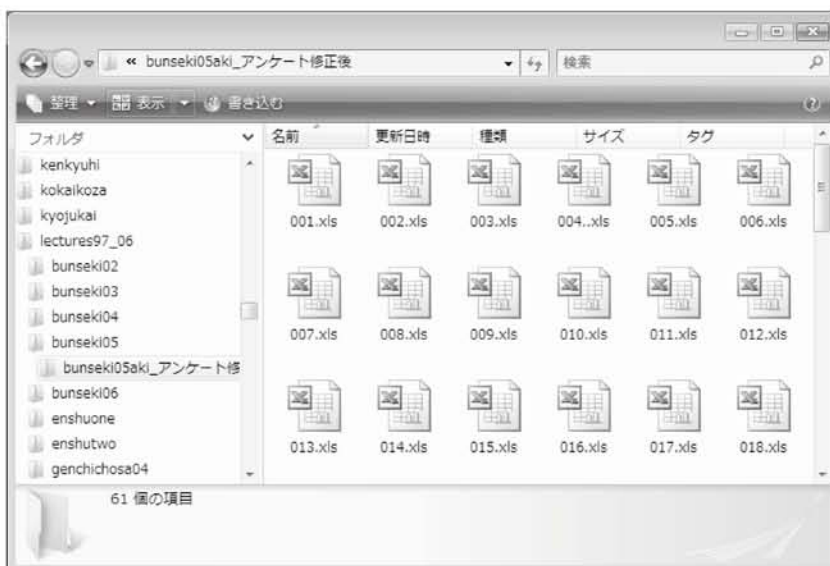 « bunseki05aki_アンケート修正後
検索
整理 表示 書き込む
フォルダ
名前 更新日時 種類 サイズ タグ
kenkyuhi
kokaikoza
kyojukai
lectures97_06
bunseki02
bunseki03
bunseki04
bunseki05
bunseki05aki_アンケート修
bunseki06
enshuone
enshutwo
genchichosa04
001.xls 002.xls 003.xls 004..xls 005.xls 006.xls
007.xls 008.xls 009.xls 010.xls 011.xls 012.xls
013.xls 014.xls 015.xls 016.xls 017.xls 018.xls
61 個の項目